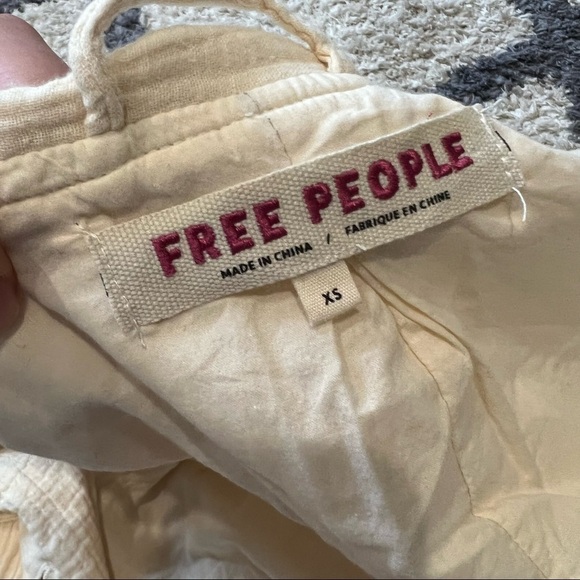 FREE PEOPLE
MADE IN CHINA / FABRIQUE EN CHINE
XS